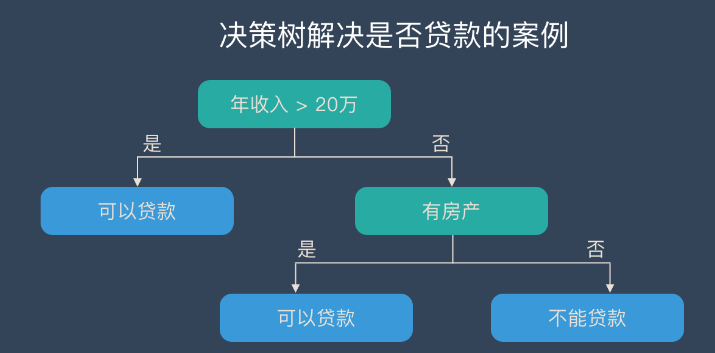 决策树解决是否贷款的案例
年收入 > 20万
是
否
可以贷款
有房产
是
否
可以贷款
不能贷款